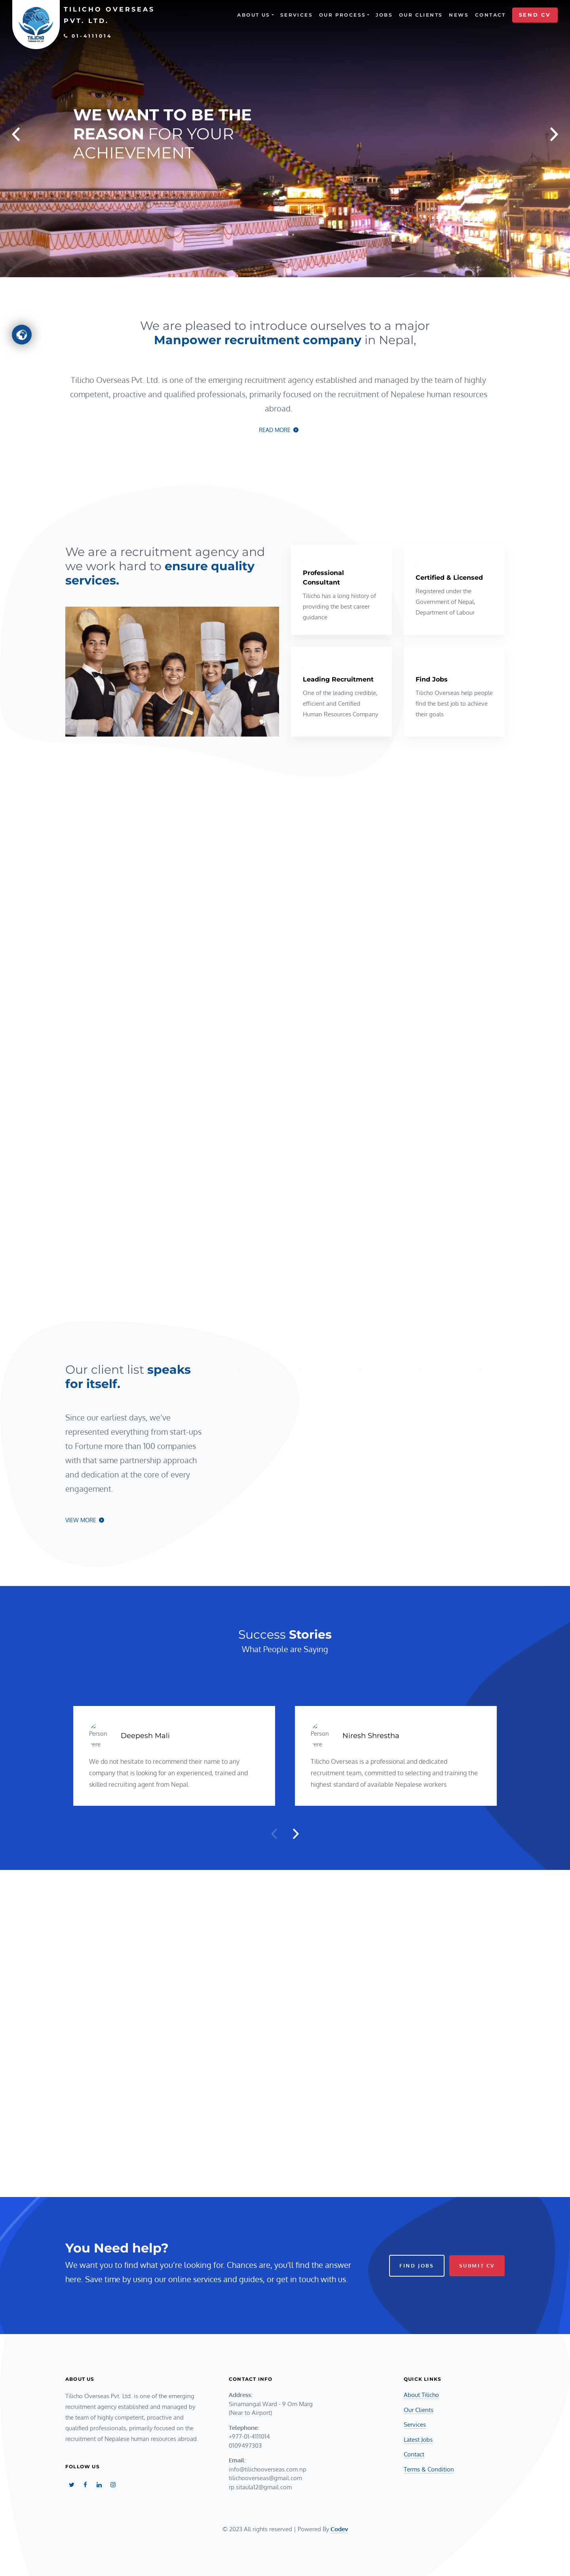 TILICHO OVERSEAS
PVT. LTD.
01-4111014
ABOUT US
SERVICES
OUR PROCESS
JOBS
OUR CLIENTS
NEWS
CONTACT
SEND CV
TILICHO
WE WANT TO BE THE
REASON FOR YOUR
ACHIEVEMENT
We are pleased to introduce ourselves to a major
Manpower recruitment company in Nepal,
Tilicho Overseas Pvt. Ltd. is one of the emerging recruitment agency established and managed by the team of highly
competent, proactive and qualified professionals, primarily focused on the recruitment of Nepalese human resources
abroad.
READ MORE
We are a recruitment agency and
we work hard to ensure quality
services.
Professional
Consultant
Tilicho has a long history of
providing the best career
guidance
Certified & Licensed
Registered under the
Government of Nepal,
Department of Labour
Leading Recruitment
One of the leading credible,
efficient and Certified
Human Resources Company
Find Jobs
Tilicho Overseas help people
find the best job to achieve
their goals
Our client list speaks
for itself.
Since our earliest days, we've
represented everything from start-ups
to Fortune more than 100 companies
with that same partnership approach
and dedication at the core of every
engagement.
VIEW MORE
Success Stories
What People are Saying
Person
Deepesh Mali
We do not hesitate to recommend their name to any
company that is looking for an experienced, trained and
skilled recruiting agent from Nepal.
Person
Niresh Shrestha
Tilicho Overseas is a professional and dedicated
recruitment team, committed to selecting and training the
highest standard of available Nepalese workers.
You Need help?
We want you to find what you're looking for. Chances are, you'll find the answer
here. Save time by using our online services and guides, or get in touch with us.
FIND JOBS
SUBMIT CV
ABOUT US
Tilicho Overseas Pvt. Ltd. is one of the emerging
recruitment agency established and managed by
the team of highly competent, proactive and
qualified professionals, primarily focused on the
recruitment of Nepalese human resources abroad.
FOLLOW US
CONTACT INFO
Address:
Sinamangal Ward - 9 Om Marg
(Near to Airport)
Telephone:
+977-01-4111014
0109497303
Email:
info@tilichooverseas.com.np
tilichooverseas@gmail.com
rp.sitaula12@gmail.com
QUICK LINKS
About Tilicho
Our Clients
Services
Latest Jobs
Contact
Terms & Condition
© 2023 All rights reserved | Powered By Codev